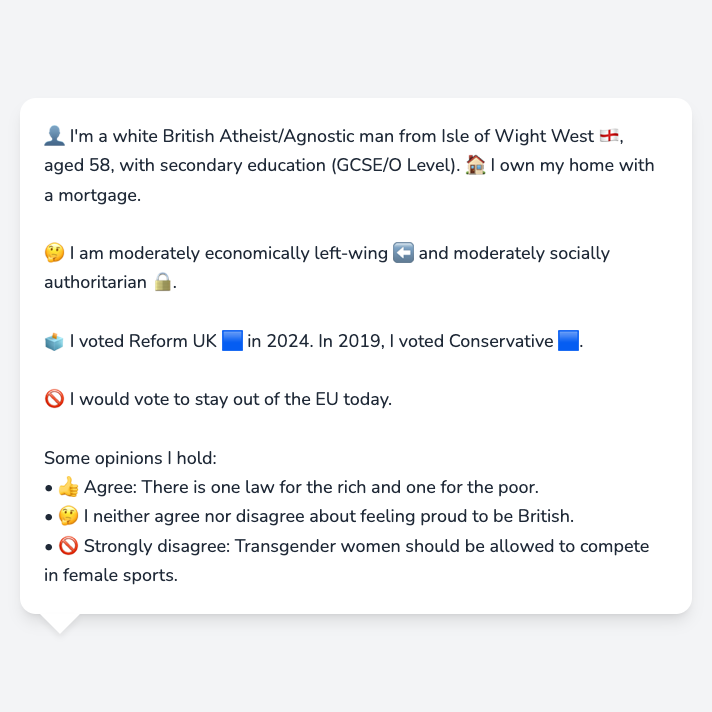 👤 I'm a white British Atheist/Agnostic man from Isle of Wight West 🏴󠁧󠁢󠁥󠁮󠁧󠁿,
aged 58, with secondary education (GCSE/O Level). 🏠 I own my home with
a mortgage.
🤔 I am moderately economically left-wing ⬅️ and moderately socially
authoritarian 🔒.
🗳️ I voted Reform UK 🟦 in 2024. In 2019, I voted Conservative 🟦.
🚫 I would vote to stay out of the EU today.
Some opinions I hold:
• 👍 Agree: There is one law for the rich and one for the poor.
• 🤔 I neither agree nor disagree about feeling proud to be British.
• 🚫 Strongly disagree: Transgender women should be allowed to compete
in female sports.